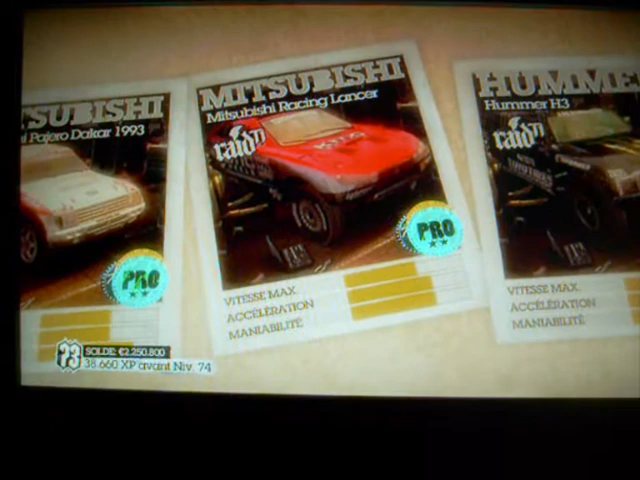 TSUBISHI
i Pajero Dakar 1993
PRO
MITSUBISHI
Mitsubishi Racing Lancer
raid
PRO
VITESSE MAX.
ACCÉLÉRATION
MANIABILITÉ
HUMME
Hummer H3
raid
VITESSE MAX.
ACCÉLÉRATION
MANIABILITÉ
73
SOLDE: €2.250.800
38.660 XP avant Niv. 74